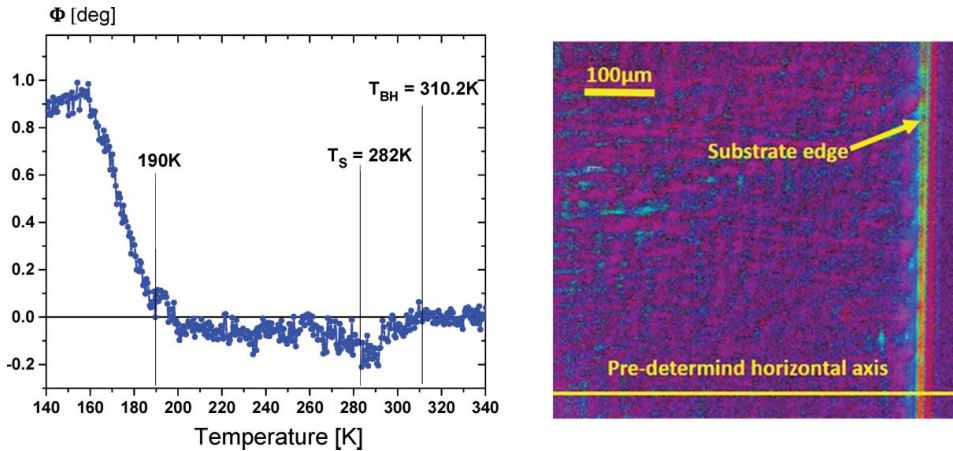 Φ [deg]
1.0
0.8
0.6
0.4
0.2
0.0
-0.2
140 160 180 200 220 240 260 280 300 320 340
Temperature [K]
190K
T_S = 282K
T_BH = 310.2K
100μm
Substrate edge
Pre-determind horizontal axis